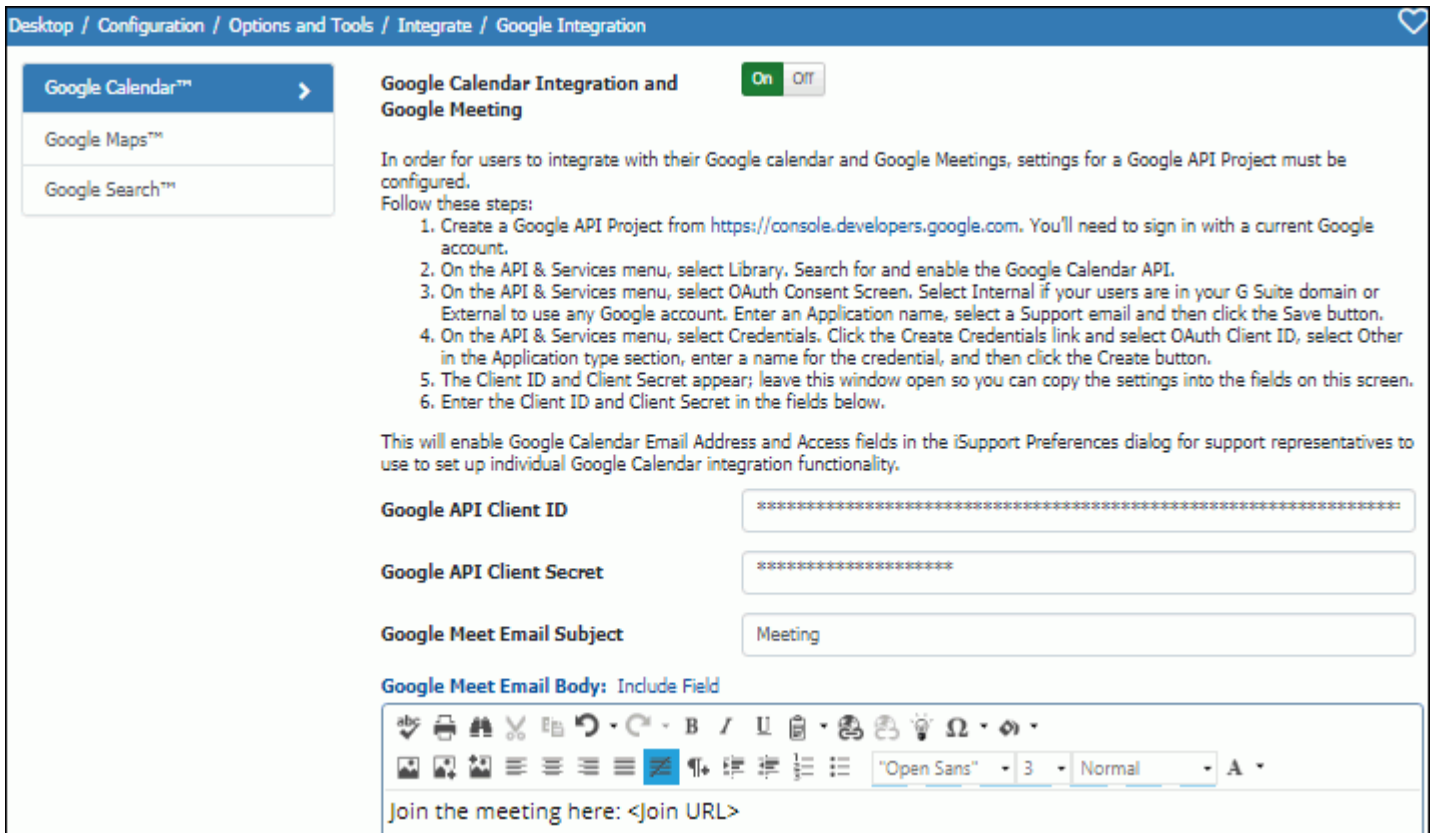 Desktop / Configuration / Options and Tools / Integrate / Google Integration
Google Calendar™
Google Maps™
Google Search™
Google Calendar Integration and
Google Meeting
On Off
In order for users to integrate with their Google calendar and Google Meetings, settings for a Google API Project must be
configured.
Follow these steps:
1. Create a Google API Project from https://console.developers.google.com. You'll need to sign in with a current Google
account.
2. On the API & Services menu, select Library. Search for and enable the Google Calendar API.
3. On the API & Services menu, select OAuth Consent Screen. Select Internal if your users are in your G Suite domain or
External to use any Google account. Enter an Application name, select a Support email and then click the Save button.
4. On the API & Services menu, select Credentials. Click the Create Credentials link and select OAuth Client ID, select Other
in the Application type section, enter a name for the credential, and then click the Create button.
5. The Client ID and Client Secret appear; leave this window open so you can copy the settings into the fields on this screen.
6. Enter the Client ID and Client Secret in the fields below.
This will enable Google Calendar Email Address and Access fields in the iSupport Preferences dialog for support representatives to
use to set up individual Google Calendar integration functionality.
Google API Client ID
Google API Client Secret
Google Meet Email Subject
Meeting
Google Meet Email Body: Include Field
abc B I U Ω
"Open Sans" 3 Normal A
Join the meeting here: <Join URL>